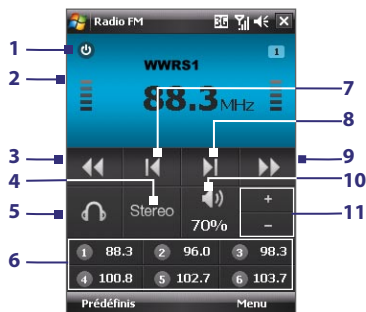 Radio FM 3G
1
WWRS1
1
2
88.3 MHz
7
8
3
9
4
10
5
Stereo
70%
+
11
-
6
1 88.3 2 96.0 3 98.3
4 100.8 5 102.7 6 103.7
Prédéfinis Menu